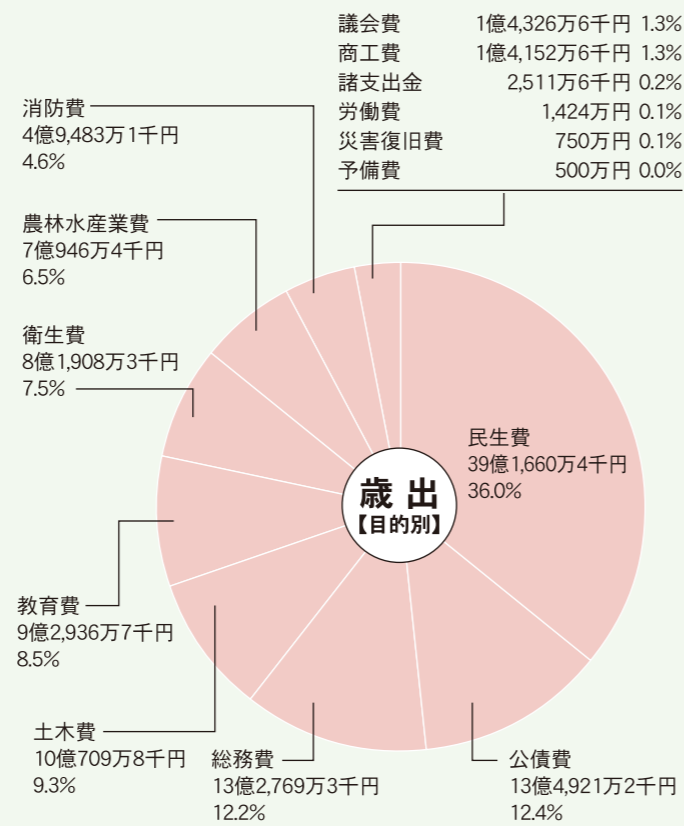 議会費 1億4,326万6千円 1.3%
商工費 1億4,152万6千円 1.3%
諸支出金 2,511万6千円 0.2%
労働費 1,424万円 0.1%
災害復旧費 750万円 0.1%
予備費 500万円 0.0%
消防費
4億9,483万1千円
4.6%
農林水産業費
7億946万4千円
6.5%
衛生費
8億1,908万3千円
7.5%
民生費
39億1,660万4千円
36.0%
歳出
【目的別】
教育費
9億2,936万7千円
8.5%
土木費
10億709万8千円
9.3%
総務費
13億2,769万3千円
12.2%
公債費
13億4,921万2千円
12.4%